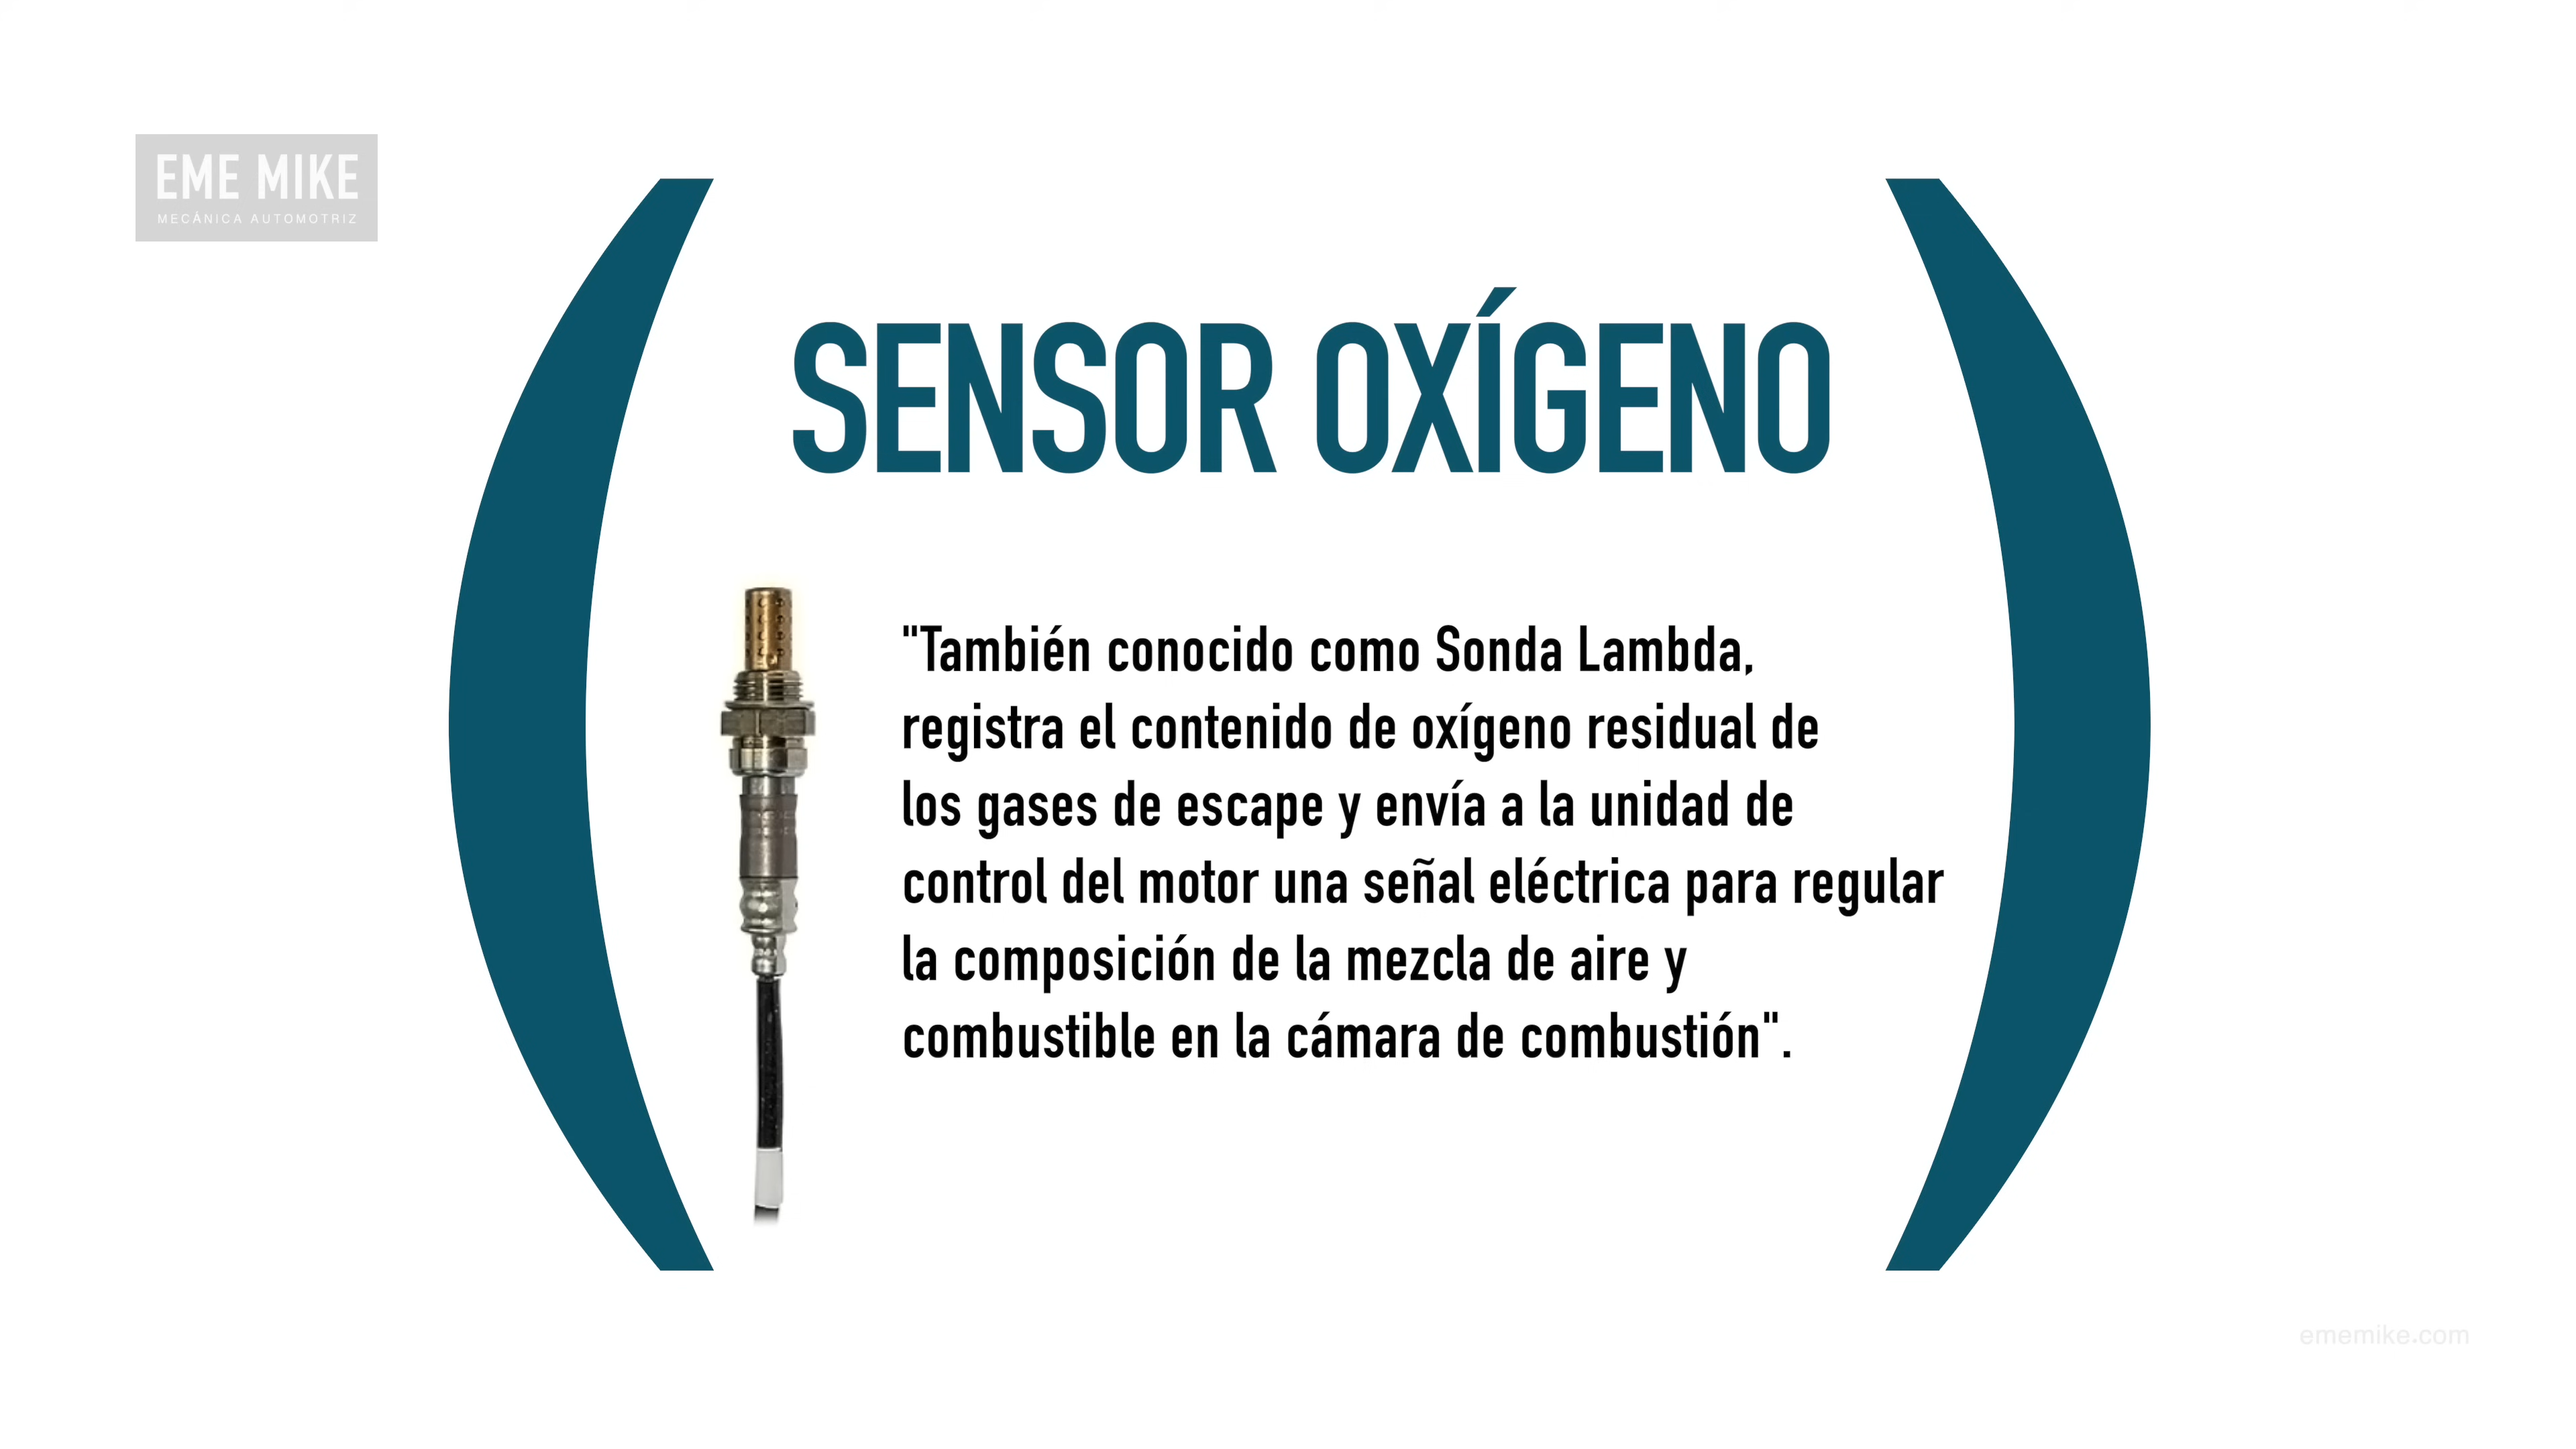 EME MIKE
MECÁNICA AUTOMOTRIZ
SENSOR OXÍGENO
"También conocido como Sonda Lambda,
registra el contenido de oxígeno residual de
los gases de escape y envía a la unidad de
control del motor una señal eléctrica para regular
la composición de la mezcla de aire y
combustible en la cámara de combustión".
ememike.com